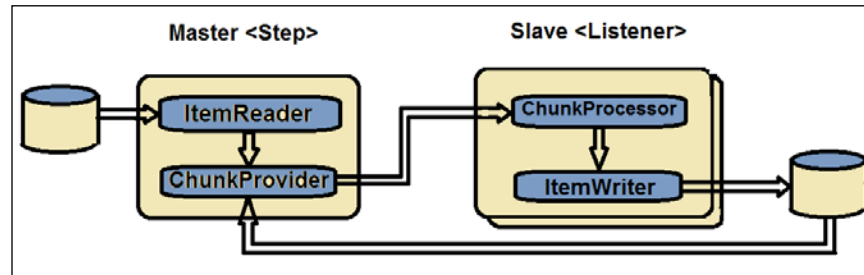 Master <Step>
Slave <Listener>
ItemReader
ChunkProvider
ChunkProcessor
ItemWriter